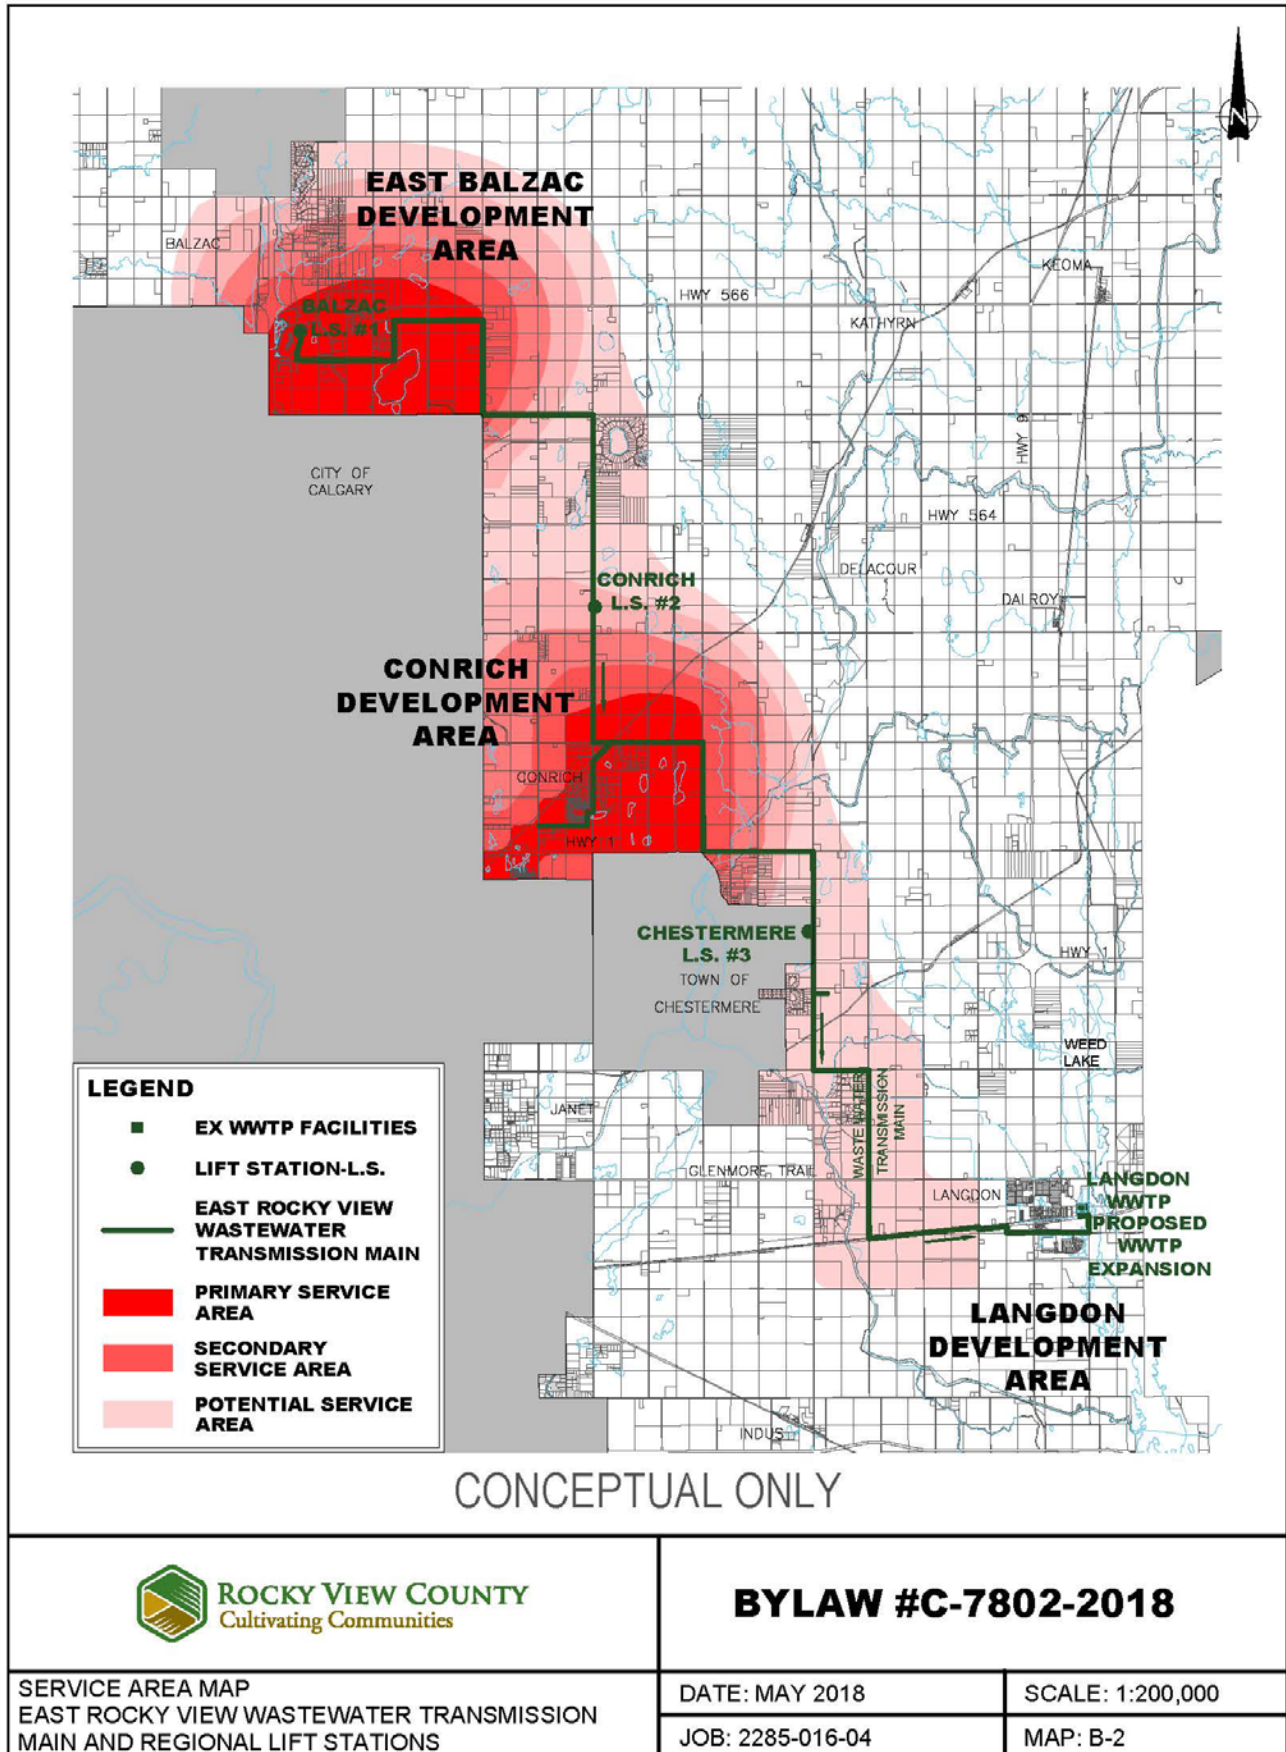 N
EAST BALZAC
DEVELOPMENT
AREA
BALZAC
KEOMA
HWY 566
BALZAC
L.S. #1
KATHYRN
HWY 9
CITY OF
CALGARY
HWY 564
DELACOUR
CONRICH
L.S. #2
DALROY
CONRICH
DEVELOPMENT
AREA
CONRICH
HWY 1
CHESTERMERE
L.S. #3
HWY 1
TOWN OF
CHESTERMERE
WEED
LAKE
JANET
WASTE WATER
TRANSMISSION
MAIN
GLENMORE TRAIL
LANGDON
LANGDON
WWTP
PROPOSED
WWTP
EXPANSION
LANGDON
DEVELOPMENT
AREA
INDUS
LEGEND
EX WWTP FACILITIES
LIFT STATION-L.S.
EAST ROCKY VIEW
WASTEWATER
TRANSMISSION MAIN
PRIMARY SERVICE
AREA
SECONDARY
SERVICE AREA
POTENTIAL SERVICE
AREA
CONCEPTUAL ONLY
ROCKY VIEW COUNTY
Cultivating Communities
BYLAW #C-7802-2018
SERVICE AREA MAP
EAST ROCKY VIEW WASTEWATER TRANSMISSION
MAIN AND REGIONAL LIFT STATIONS
DATE: MAY 2018
SCALE: 1:200,000
JOB: 2285-016-04
MAP: B-2